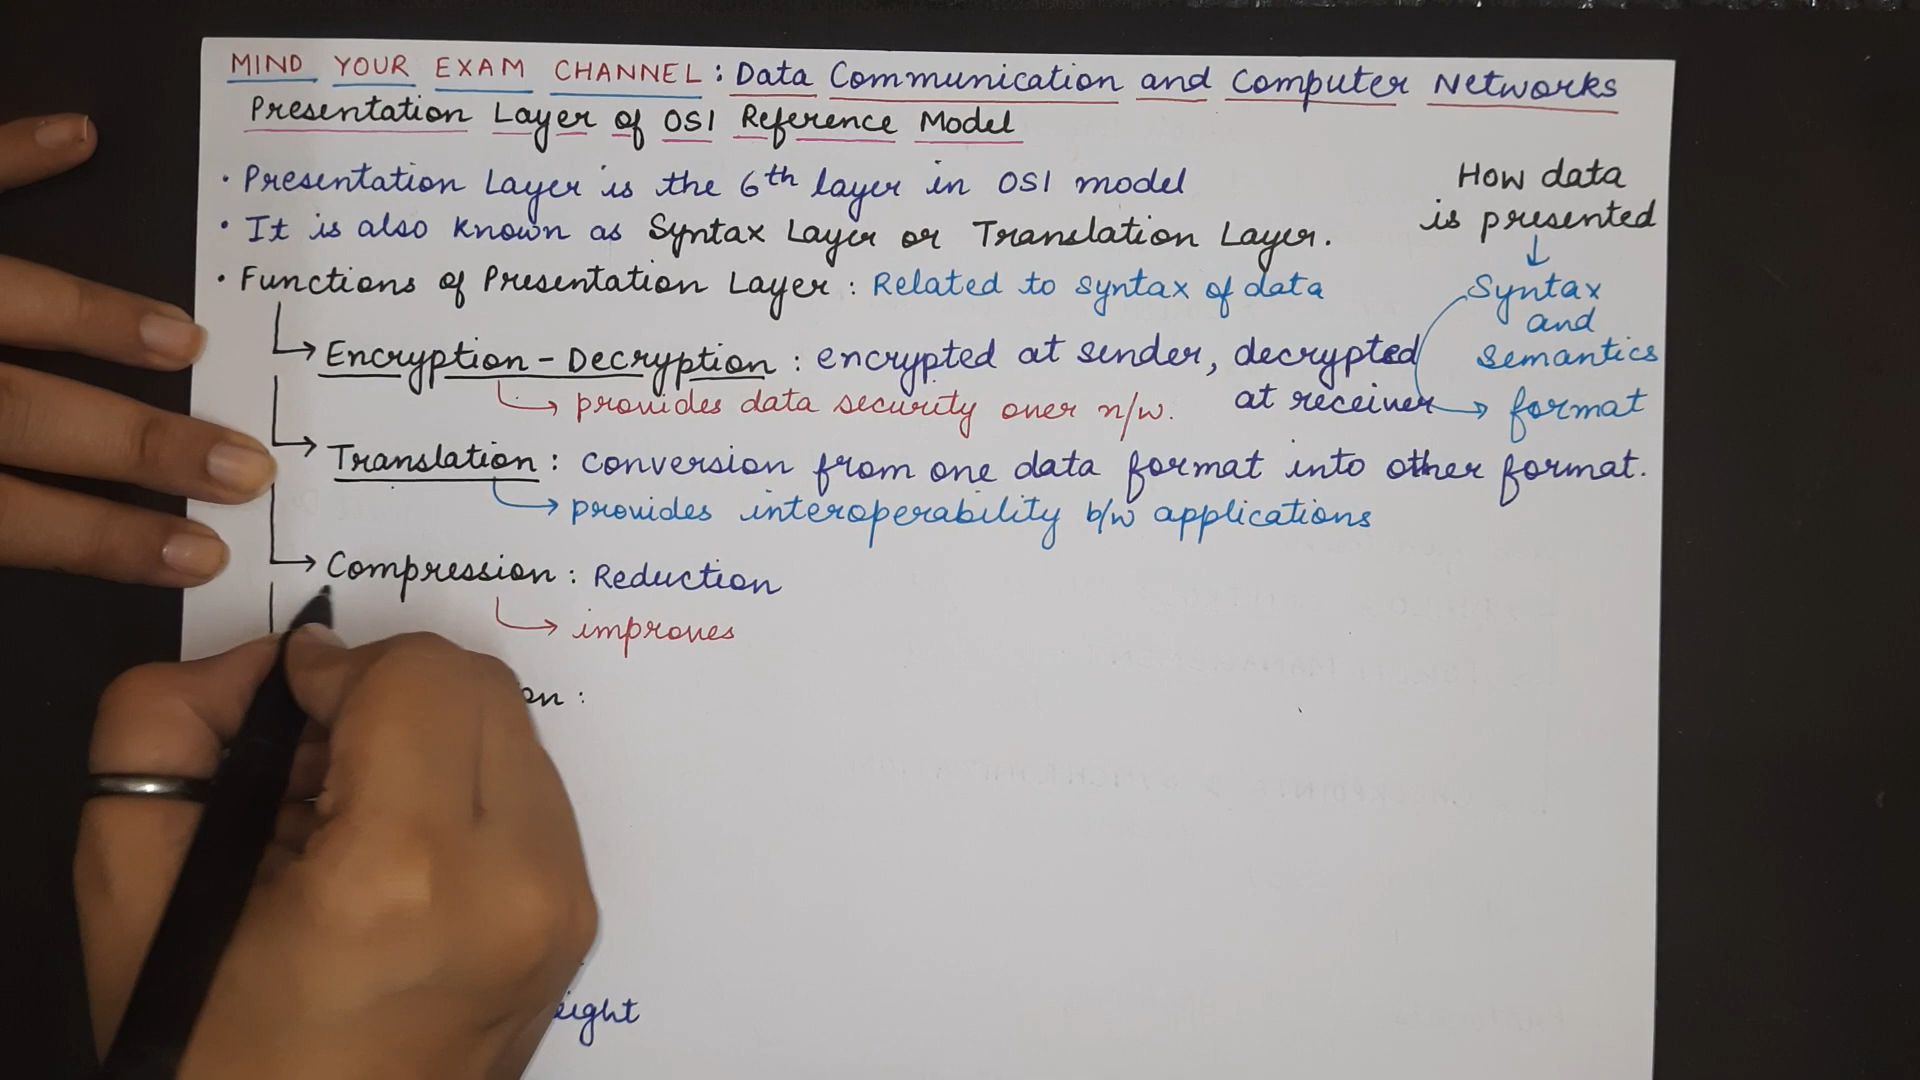 MIND YOUR EXAM CHANNEL : Data Communication and Computer Networks
Presentation Layer of OSI Reference Model
• Presentation Layer is the 6th layer in OSI model
• It is also known as Syntax Layer or Translation Layer.
• Functions of Presentation Layer : Related to syntax of data
How data
is presented
↓
Syntax
and
semantics
→ format
→ Encryption - Decryption : encrypted at sender, decrypted
at receiver
→ provides data security over n/w.
→ Translation : conversion from one data format into other format.
→ provides interoperability b/w applications
→ Compression : Reduction
→ improves
on :
eight